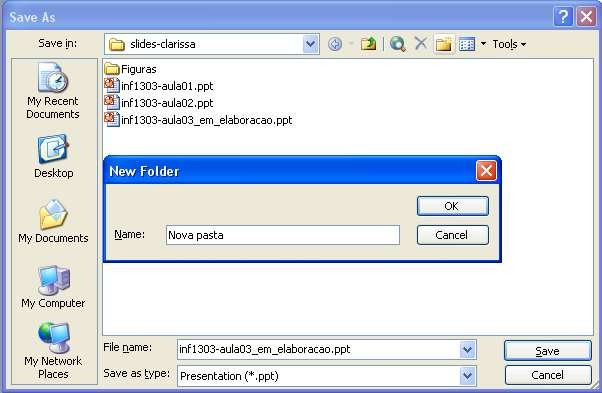 Save As
Save in:
slides-clarissa
Tools
My Recent
Documents
Desktop
My Documents
My Computer
My Network
Places
Figuras
inf1303-aula01.ppt
inf1303-aula02.ppt
inf1303-aula03_em_elaboracao.ppt
New Folder
OK
Name:
Nova pasta
Cancel
File name:
inf1303-aula03_em_elaboracao.ppt
Save
Save as type:
Presentation (*.ppt)
Cancel